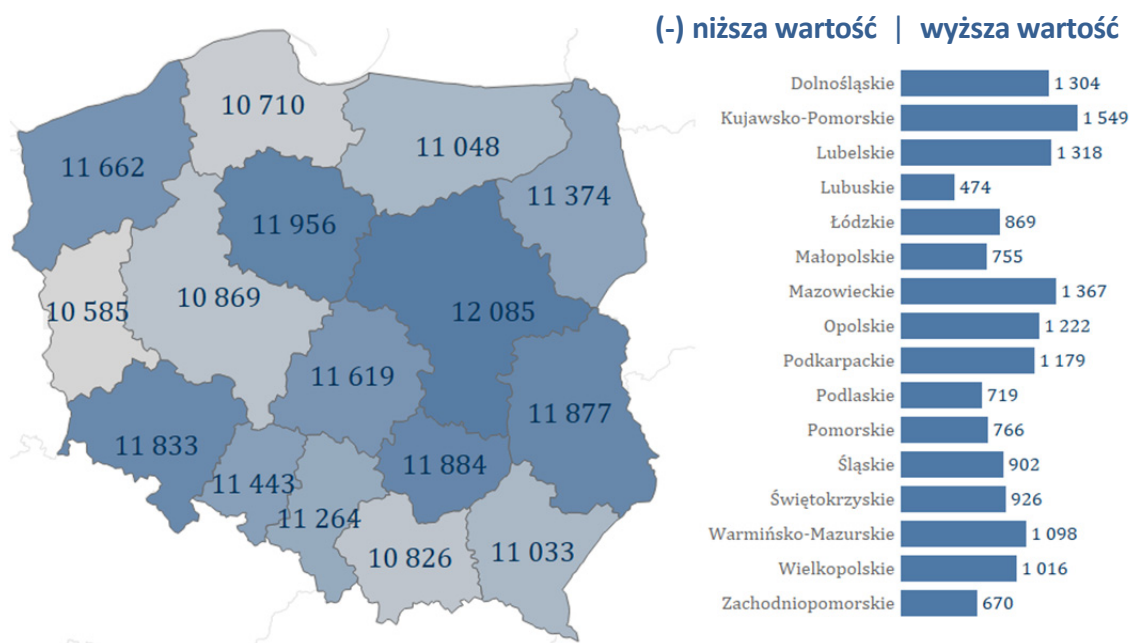 (-) niższa wartość | wyższa wartość
10 710
11 048
11 662
11 374
11 956
10 869
12 085
10 585
11 619
11 877
11 833
11 884
11 443
11 264
10 826
11 033
Dolnośląskie 1 304
Kujawsko-Pomorskie 1 549
Lubelskie 1 318
Lubuskie 474
Łódzkie 869
Małopolskie 755
Mazowieckie 1 367
Opolskie 1 222
Podkarpackie 1 179
Podlaskie 719
Pomorskie 766
Śląskie 902
Świętokrzyskie 926
Warmińsko-Mazurskie 1 098
Wielkopolskie 1 016
Zachodniopomorskie 670